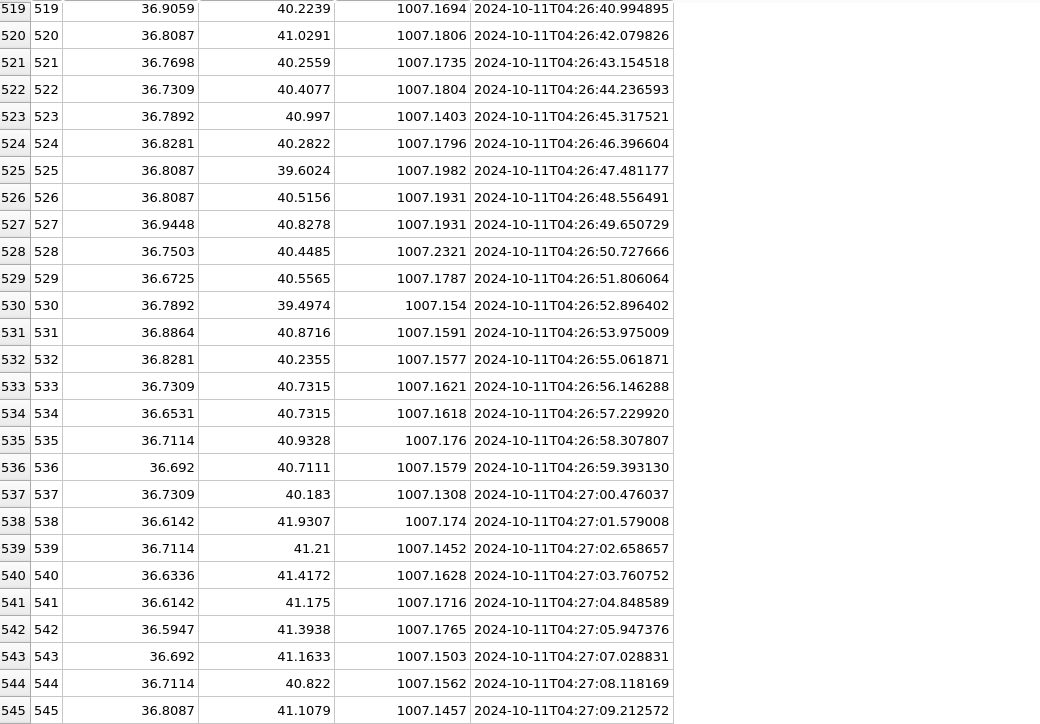 519 519 36.9059 40.2239 1007.1694 2024-10-11T04:26:40.994895
520 520 36.8087 41.0291 1007.1806 2024-10-11T04:26:42.079826
521 521 36.7698 40.2559 1007.1735 2024-10-11T04:26:43.154518
522 522 36.7309 40.4077 1007.1804 2024-10-11T04:26:44.236593
523 523 36.7892 40.997 1007.1403 2024-10-11T04:26:45.317521
524 524 36.8281 40.2822 1007.1796 2024-10-11T04:26:46.396604
525 525 36.8087 39.6024 1007.1982 2024-10-11T04:26:47.481177
526 526 36.8087 40.5156 1007.1931 2024-10-11T04:26:48.556491
527 527 36.9448 40.8278 1007.1931 2024-10-11T04:26:49.650729
528 528 36.7503 40.4485 1007.2321 2024-10-11T04:26:50.727666
529 529 36.6725 40.5565 1007.1787 2024-10-11T04:26:51.806064
530 530 36.7892 39.4974 1007.154 2024-10-11T04:26:52.896402
531 531 36.8864 40.8716 1007.1591 2024-10-11T04:26:53.975009
532 532 36.8281 40.2355 1007.1577 2024-10-11T04:26:55.061871
533 533 36.7309 40.7315 1007.1621 2024-10-11T04:26:56.146288
534 534 36.6531 40.7315 1007.1618 2024-10-11T04:26:57.229920
535 535 36.7114 40.9328 1007.176 2024-10-11T04:26:58.307807
536 536 36.692 40.7111 1007.1579 2024-10-11T04:26:59.393130
537 537 36.7309 40.183 1007.1308 2024-10-11T04:27:00.476037
538 538 36.6142 41.9307 1007.174 2024-10-11T04:27:01.579008
539 539 36.7114 41.21 1007.1452 2024-10-11T04:27:02.658657
540 540 36.6336 41.4172 1007.1628 2024-10-11T04:27:03.760752
541 541 36.6142 41.175 1007.1716 2024-10-11T04:27:04.848589
542 542 36.5947 41.3938 1007.1765 2024-10-11T04:27:05.947376
543 543 36.692 41.1633 1007.1503 2024-10-11T04:27:07.028831
544 544 36.7114 40.822 1007.1562 2024-10-11T04:27:08.118169
545 545 36.8087 41.1079 1007.1457 2024-10-11T04:27:09.212572